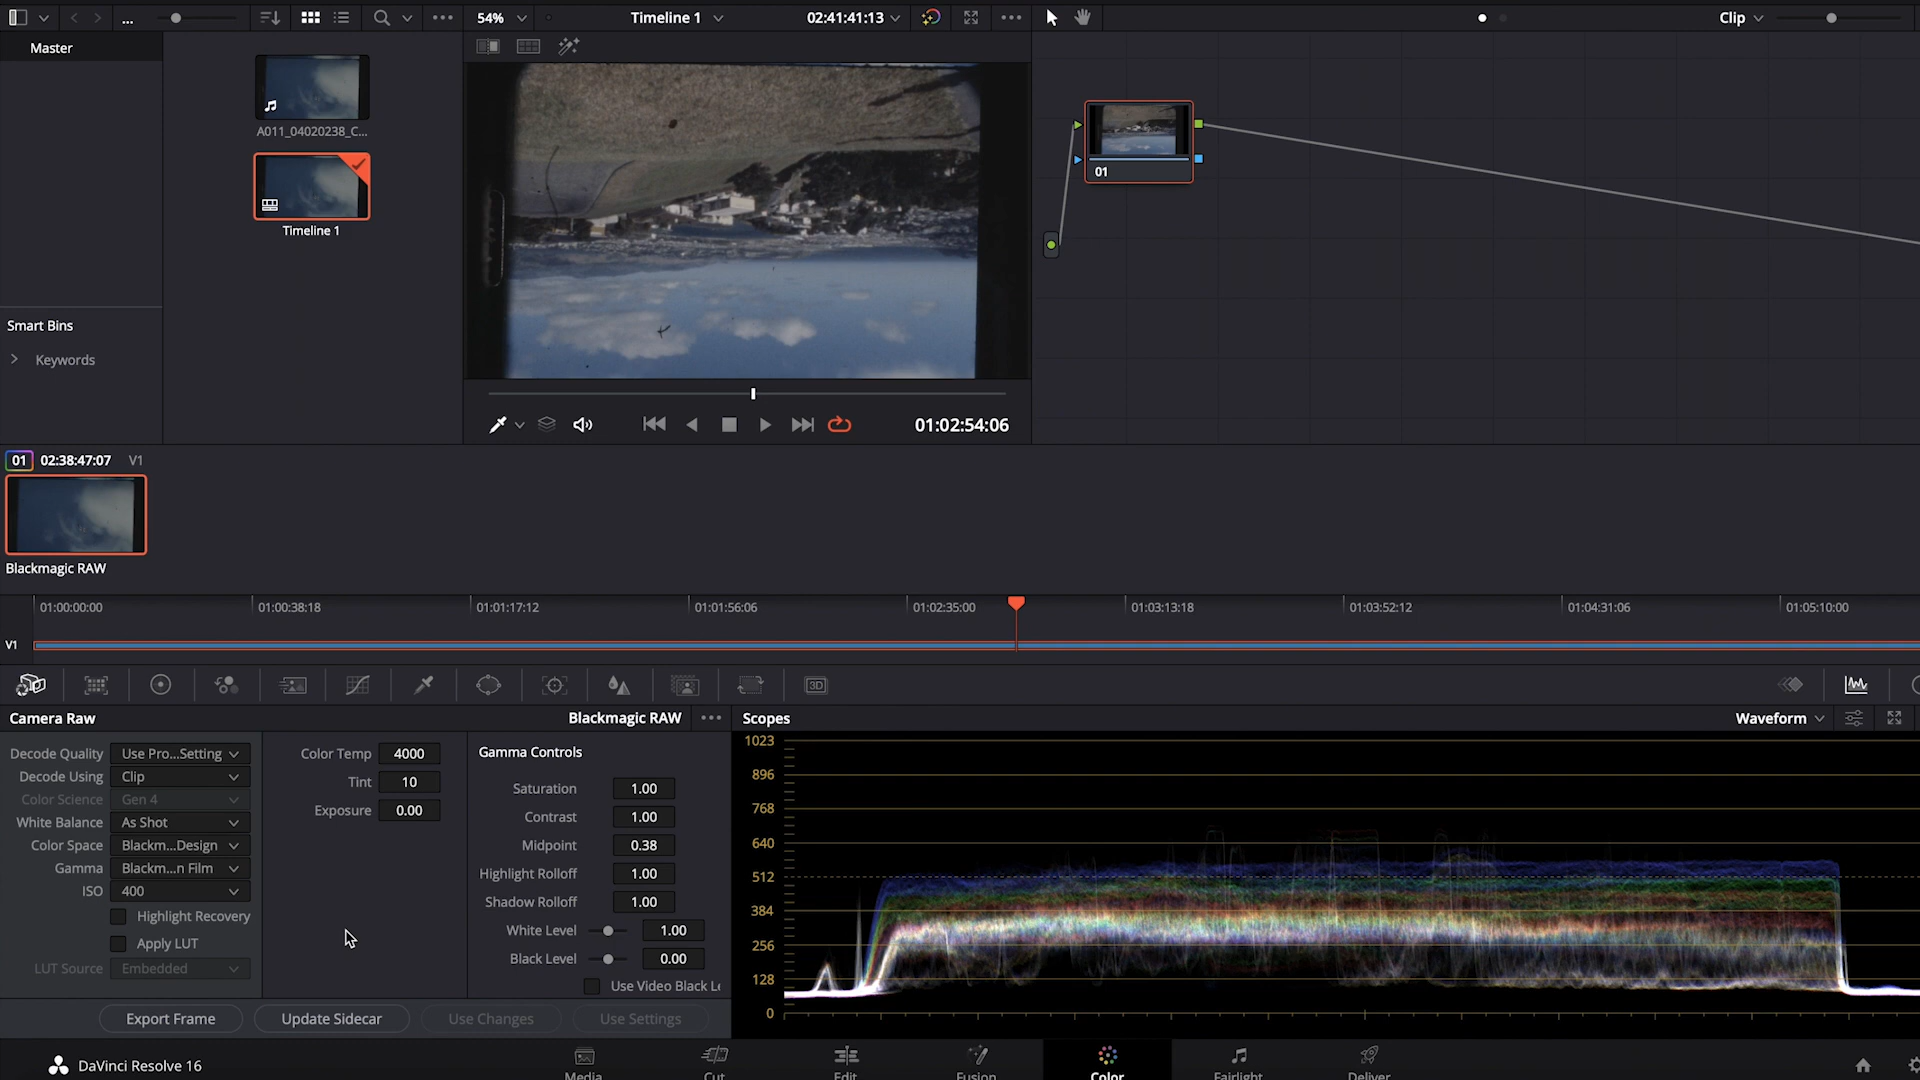 ...
54%
Timeline 1
02:41:41:13
Clip
Master
A011_04020238_C...
Timeline 1
01
Smart Bins
Keywords
01:02:54:06
01 02:38:47:07 V1
Blackmagic RAW
01:00:00:00 01:00:38:18 01:01:17:12 01:01:56:06 01:02:35:00 01:03:13:18 01:03:52:12 01:04:31:06 01:05:10:00
V1
3D
Camera Raw
Blackmagic RAW
Scopes
Waveform
Decode Quality Use Pro...Setting
Decode Using Clip
Color Science Gen 4
White Balance As Shot
Color Space Blackm...Design
Gamma Blackm...n Film
ISO 400
Highlight Recovery
Apply LUT
LUT Source Embedded
Color Temp 4000
Tint 10
Exposure 0.00
Gamma Controls
Saturation 1.00
Contrast 1.00
Midpoint 0.38
Highlight Rolloff 1.00
Shadow Rolloff 1.00
White Level 1.00
Black Level 0.00
Use Video Black Le
1023
896
768
640
512
384
256
128
0
Export Frame
Update Sidecar
Use Changes
Use Settings
DaVinci Resolve 16
Media
Cut
Edit
Fusion
Color
Fairlight
Deliver